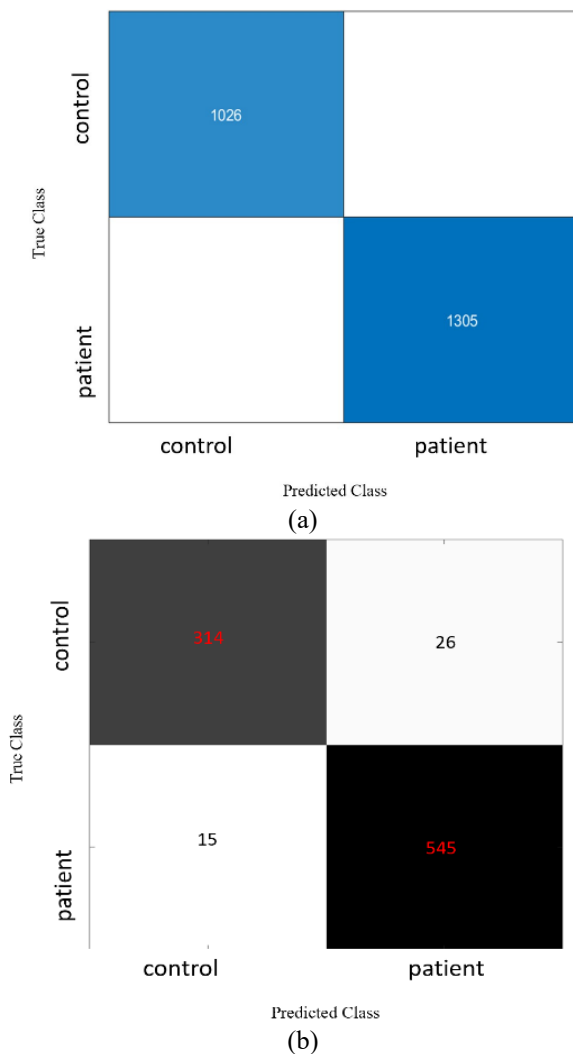 control
1026
True Class
patient
1305
control patient
Predicted Class
(a)
control
314 26
True Class
patient
15 545
control patient
Predicted Class
(b)